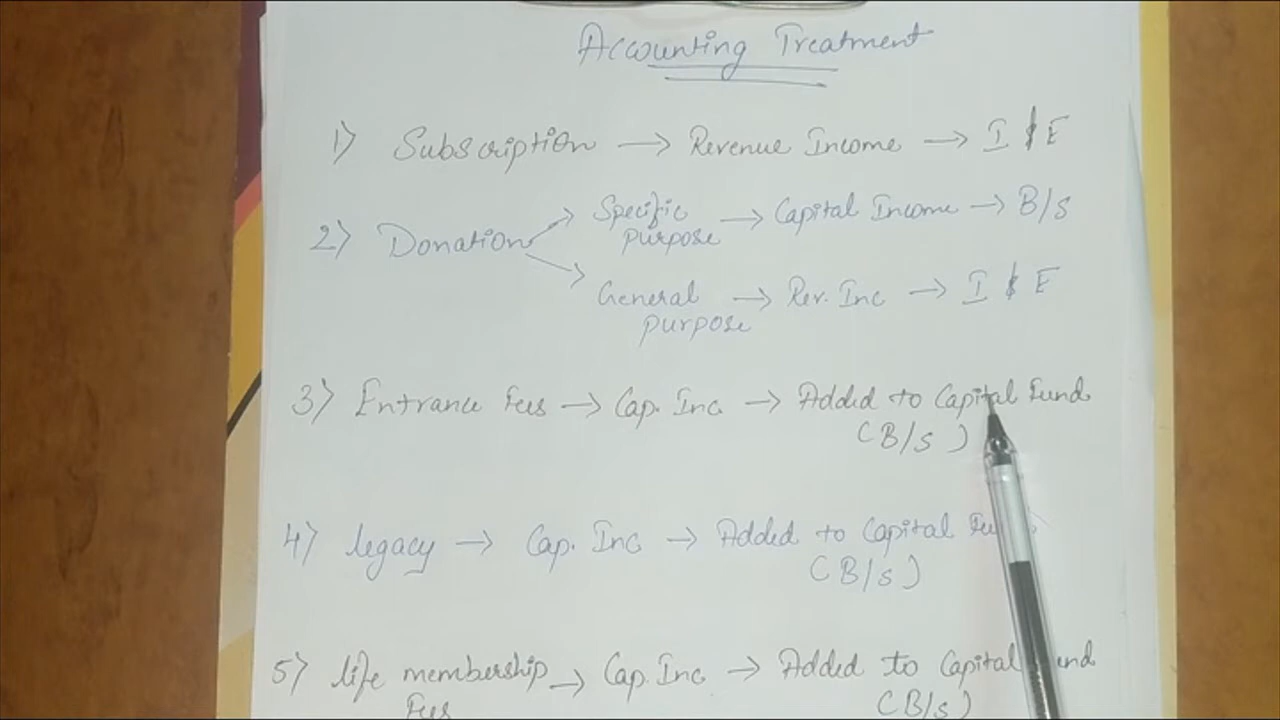 Accounting Treatment
1) Subscription → Revenue Income → I & E
2) Donation → Specific purpose → Capital Income → B/S
→ General purpose → Rev. Inc → I & E
3) Entrance Fees → Cap. Inc → Added to Capital Fund
(B/S)
4) Legacy → Cap. Inc → Added to Capital
(B/S)
5) Life membership → Cap. Inc → Added to Capital
Fees (B/S)